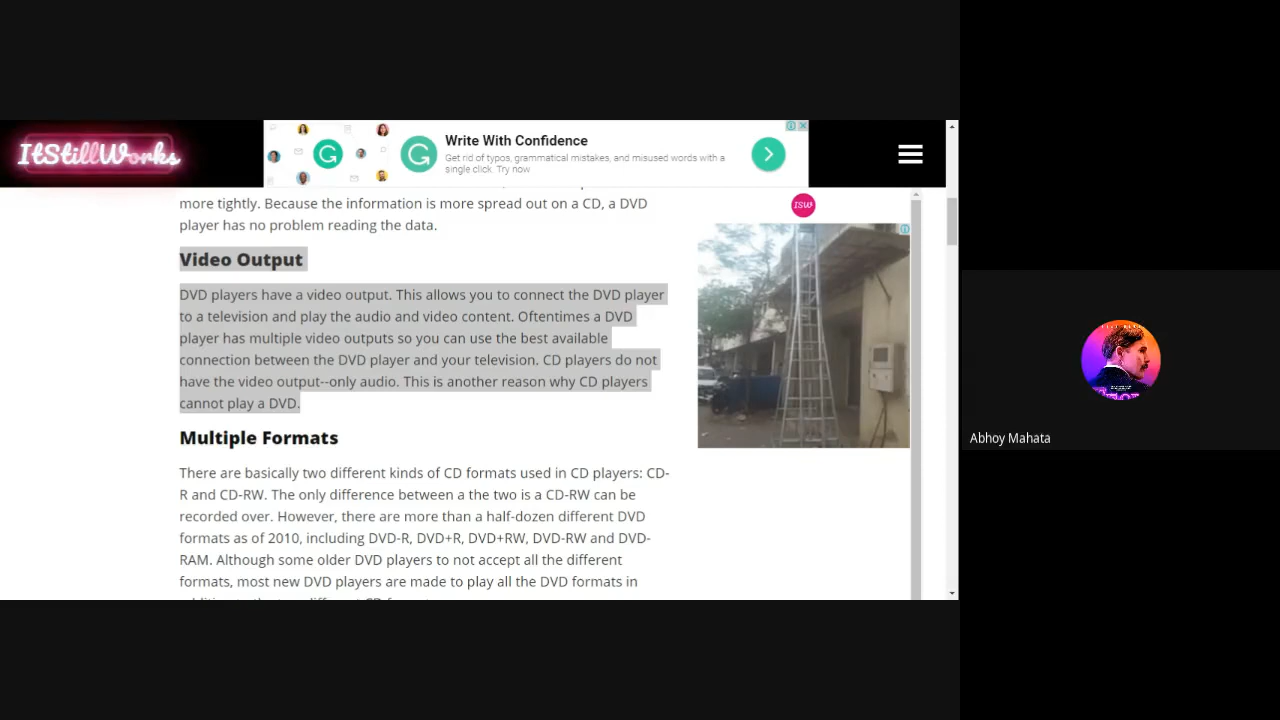 ItStillWorks
Write With Confidence
Get rid of typos, grammatical mistakes, and misused words with a
single click. Try now
more tightly. Because the information is more spread out on a CD, a DVD
player has no problem reading the data.
ISW
Video Output
DVD players have a video output. This allows you to connect the DVD player
to a television and play the audio and video content. Oftentimes a DVD
player has multiple video outputs so you can use the best available
connection between the DVD player and your television. CD players do not
have the video output--only audio. This is another reason why CD players
cannot play a DVD.
Multiple Formats
There are basically two different kinds of CD formats used in CD players: CD-
R and CD-RW. The only difference between a the two is a CD-RW can be
recorded over. However, there are more than a half-dozen different DVD
formats as of 2010, including DVD-R, DVD+R, DVD+RW, DVD-RW and DVD-
RAM. Although some older DVD players to not accept all the different
formats, most new DVD players are made to play all the DVD formats in
Abhoy Mahata